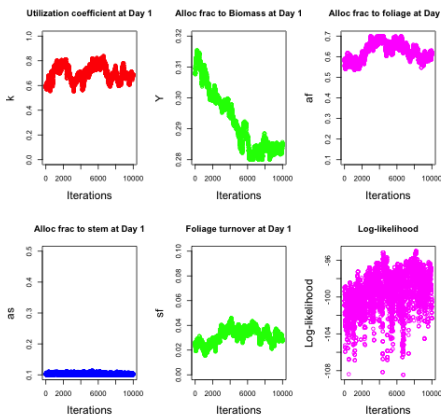 Utilization coefficient at Day 1
k
0.0 0.2 0.4 0.6 0.8 1.0
0 2000 6000 10000
Iterations
Alloc frac to Biomass at Day 1
Y
0.28 0.29 0.30 0.31 0.32
0 2000 6000 10000
Iterations
Alloc frac to foliage at Day
af
0.1 0.2 0.3 0.4 0.5 0.6 0.7
0 2000 6000 10000
Iterations
Alloc frac to stem at Day 1
as
0.1 0.2 0.3 0.4 0.5
0 2000 6000 10000
Iterations
Foliage turnover at Day 1
sf
0.00 0.02 0.04 0.06 0.08 0.10
0 2000 6000 10000
Iterations
Log-likelihood
Log-likelihood
-108 -104 -100 -96
0 2000 6000 10000
Iterations